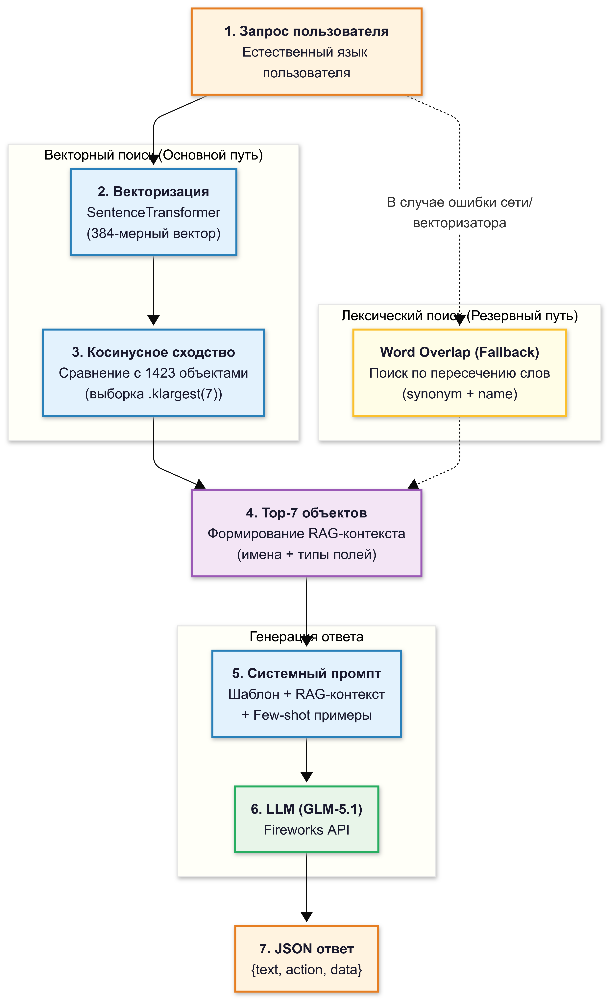 1. Запрос пользователя
Естественный язык
пользователя
Векторный поиск (Основной путь)
2. Векторизация
SentenceTransformer
(384-мерный вектор)
В случае ошибки сети/
векторизатора
3. Косинусное сходство
Сравнение с 1423 объектами
(выборка .klargest(7))
Лексический поиск (Резервный путь)
Word Overlap (Fallback)
Поиск по пересечению слов
(synonym + name)
4. Top-7 объектов
Формирование RAG-контекста
(имена + типы полей)
Генерация ответа
5. Системный промпт
Шаблон + RAG-контекст
+ Few-shot примеры
6. LLM (GLM-5.1)
Fireworks API
7. JSON ответ
{text, action, data}